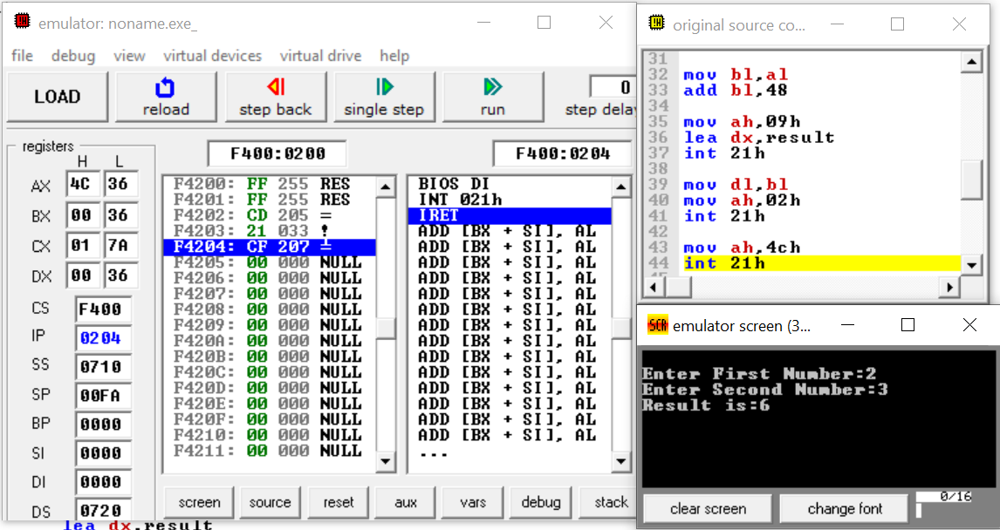 emulator: noname.exe_
file debug view virtual devices virtual drive help
LOAD reload step back single step run step delay 0
registers
H L
AX 4C 36
BX 00 36
CX 01 7A
DX 00 36
CS F400
IP 0204
SS 0710
SP 00FA
BP 0000
SI 0000
DI 0000
DS 0720
F400:0200 F400:0204
F4200: FF 255 RES
F4201: FF 255 RES
F4202: CD 205 =
F4203: 21 033 !
F4204: CF 207 ╧
F4205: 00 000 NULL
F4206: 00 000 NULL
F4207: 00 000 NULL
F4208: 00 000 NULL
F4209: 00 000 NULL
F420A: 00 000 NULL
F420B: 00 000 NULL
F420C: 00 000 NULL
F420D: 00 000 NULL
F420E: 00 000 NULL
F420F: 00 000 NULL
F4210: 00 000 NULL
F4211: 00 000 NULL
BIOS DI
INT 021h
IRET
ADD [BX + SI], AL
ADD [BX + SI], AL
ADD [BX + SI], AL
ADD [BX + SI], AL
ADD [BX + SI], AL
ADD [BX + SI], AL
ADD [BX + SI], AL
ADD [BX + SI], AL
ADD [BX + SI], AL
ADD [BX + SI], AL
ADD [BX + SI], AL
ADD [BX + SI], AL
ADD [BX + SI], AL
ADD [BX + SI], AL
...
screen source reset aux vars debug stack
lea dx,result
original source co...
31
32 mov bl,al
33 add bl,48
34
35 mov ah,09h
36 lea dx,result
37 int 21h
38
39 mov dl,bl
40 mov ah,02h
41 int 21h
42
43 mov ah,4ch
44 int 21h
SCR emulator screen (3...
Enter First Number:2
Enter Second Number:3
Result is:6
clear screen change font 0/16